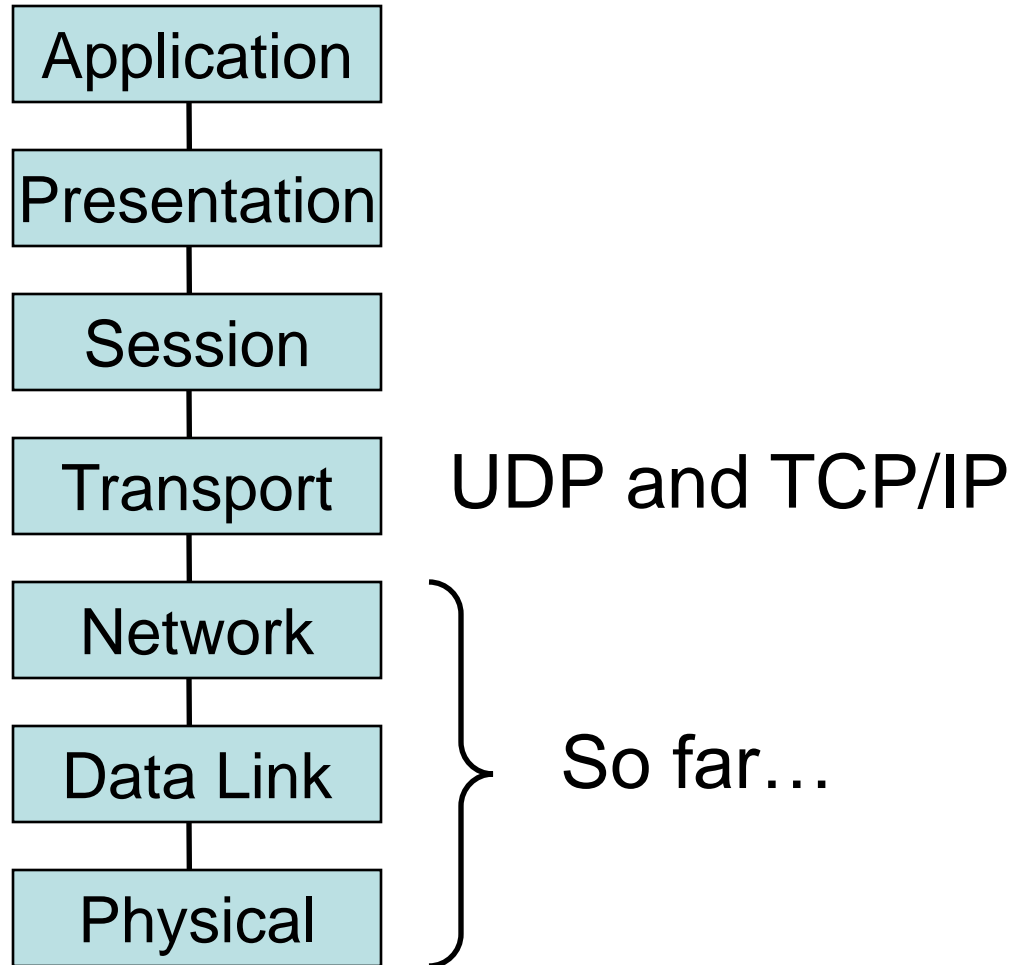 Application
Presentation
Session
Transport
UDP and TCP/IP
Network
Data Link
So far…
Physical